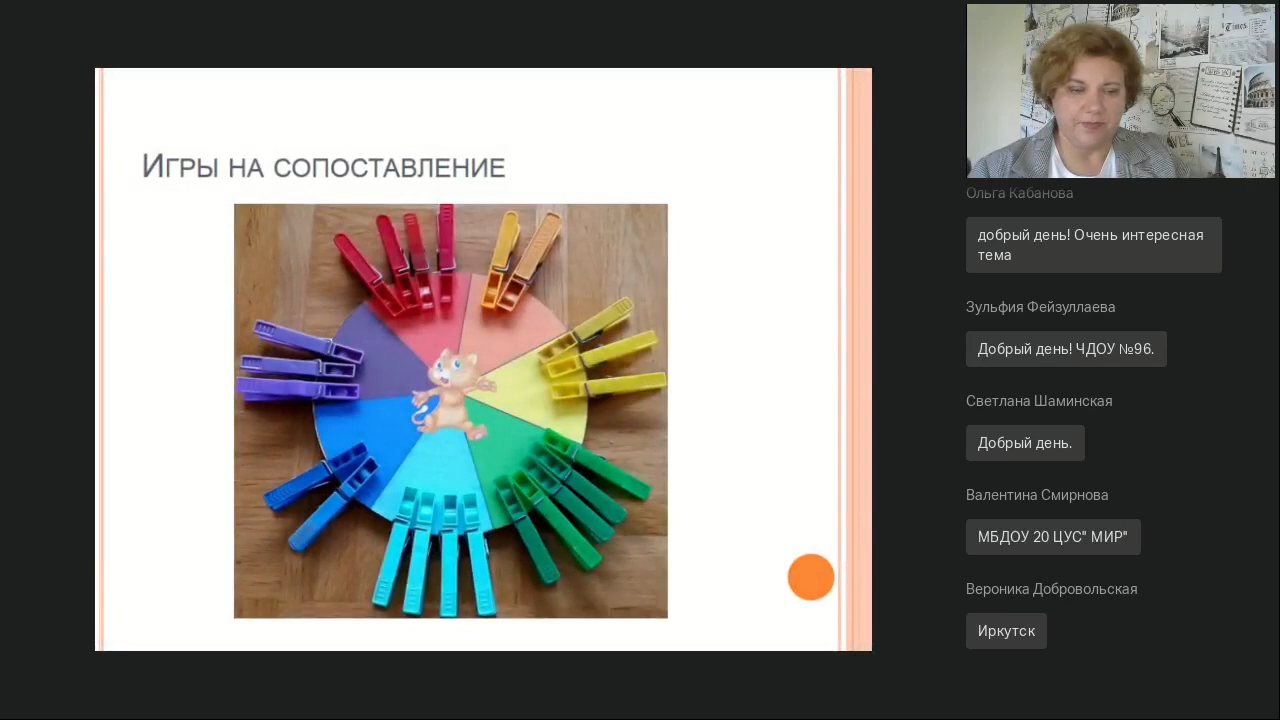 Игры на сопоставление
Times
Ольга Кабанова
добрый день! Очень интересная
тема
Зульфия Фейзуллаева
Добрый день! ЧДОУ №96.
Светлана Шаминская
Добрый день.
Валентина Смирнова
МБДОУ 20 ЦУС" МИР"
Вероника Добровольская
Иркутск